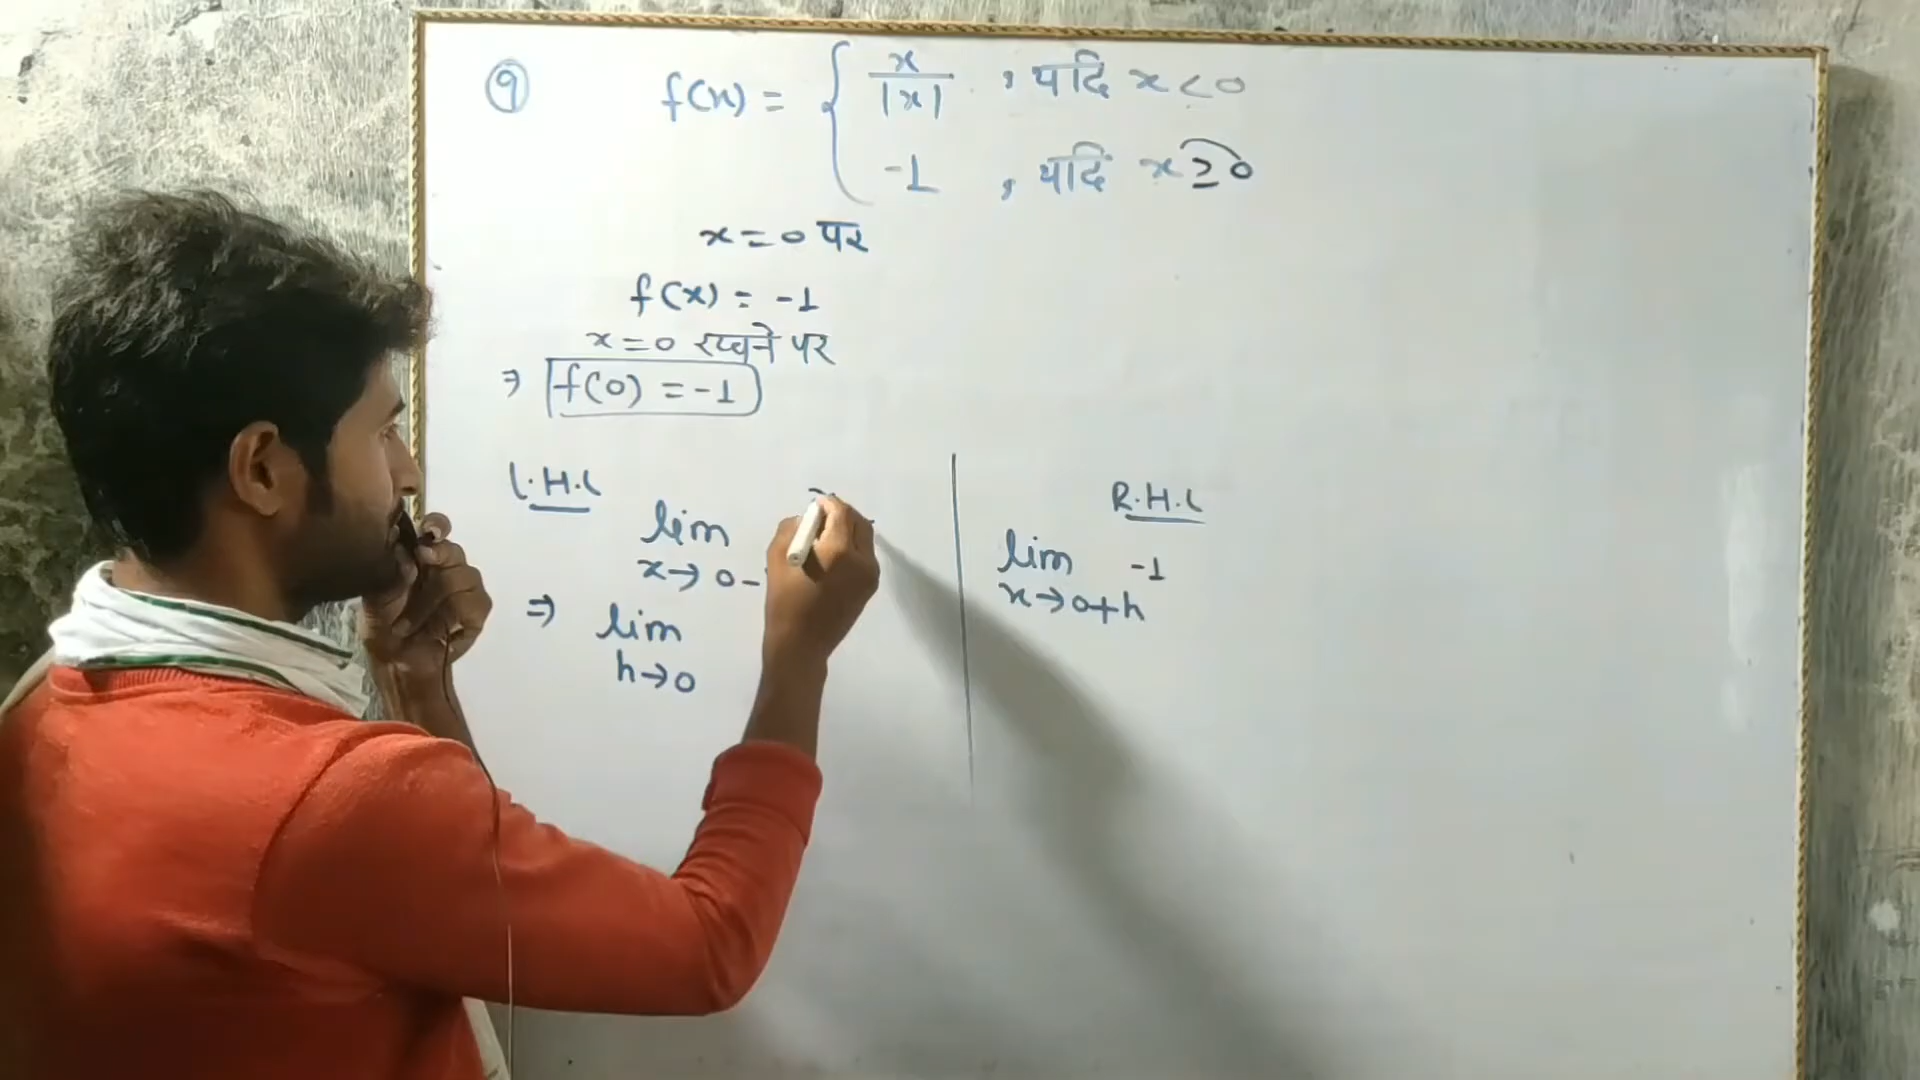 ९ f(x) = { x/|x| , यदि x < 0
-1 , यदि x ≥ 0
x = 0 पर
f(x) = -1
x = 0 रखने पर
⇒ f(0) = -1
L.H.L
lim
x→0-
⇒ lim
h→0
R.H.L
lim -1
x→0+h